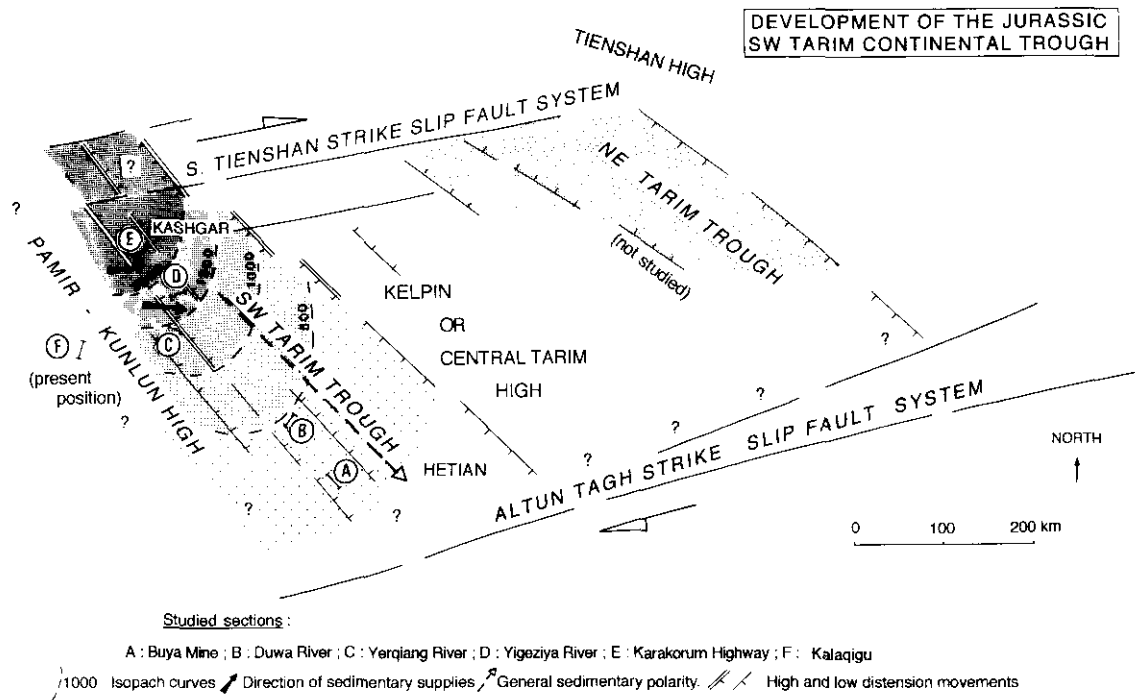 DEVELOPMENT OF THE JURASSIC
SW TARIM CONTINENTAL TROUGH
TIENSHAN HIGH
S. TIENSHAN STRIKE SLIP FAULT SYSTEM
NE TARIM TROUGH
(not studied)
?
?
KASHGAR
E
D
1000
500
SW TARIM TROUGH
KELPIN
OR
CENTRAL TARIM
HIGH
PAMIR - KUNLUN HIGH
C
F
(present
position)
?
B
A
HETIAN
?
?
?
?
?
?
?
ALTUN TAGH STRIKE SLIP FAULT SYSTEM
NORTH
0 100 200 km
Studied sections :
A : Buya Mine ; B : Duwa River ; C : Yerqiang River ; D : Yigeziya River ; E : Karakorum Highway ; F : Kalaqigu
1000 Isopach curves Direction of sedimentary supplies General sedimentary polarity. High and low distension movements